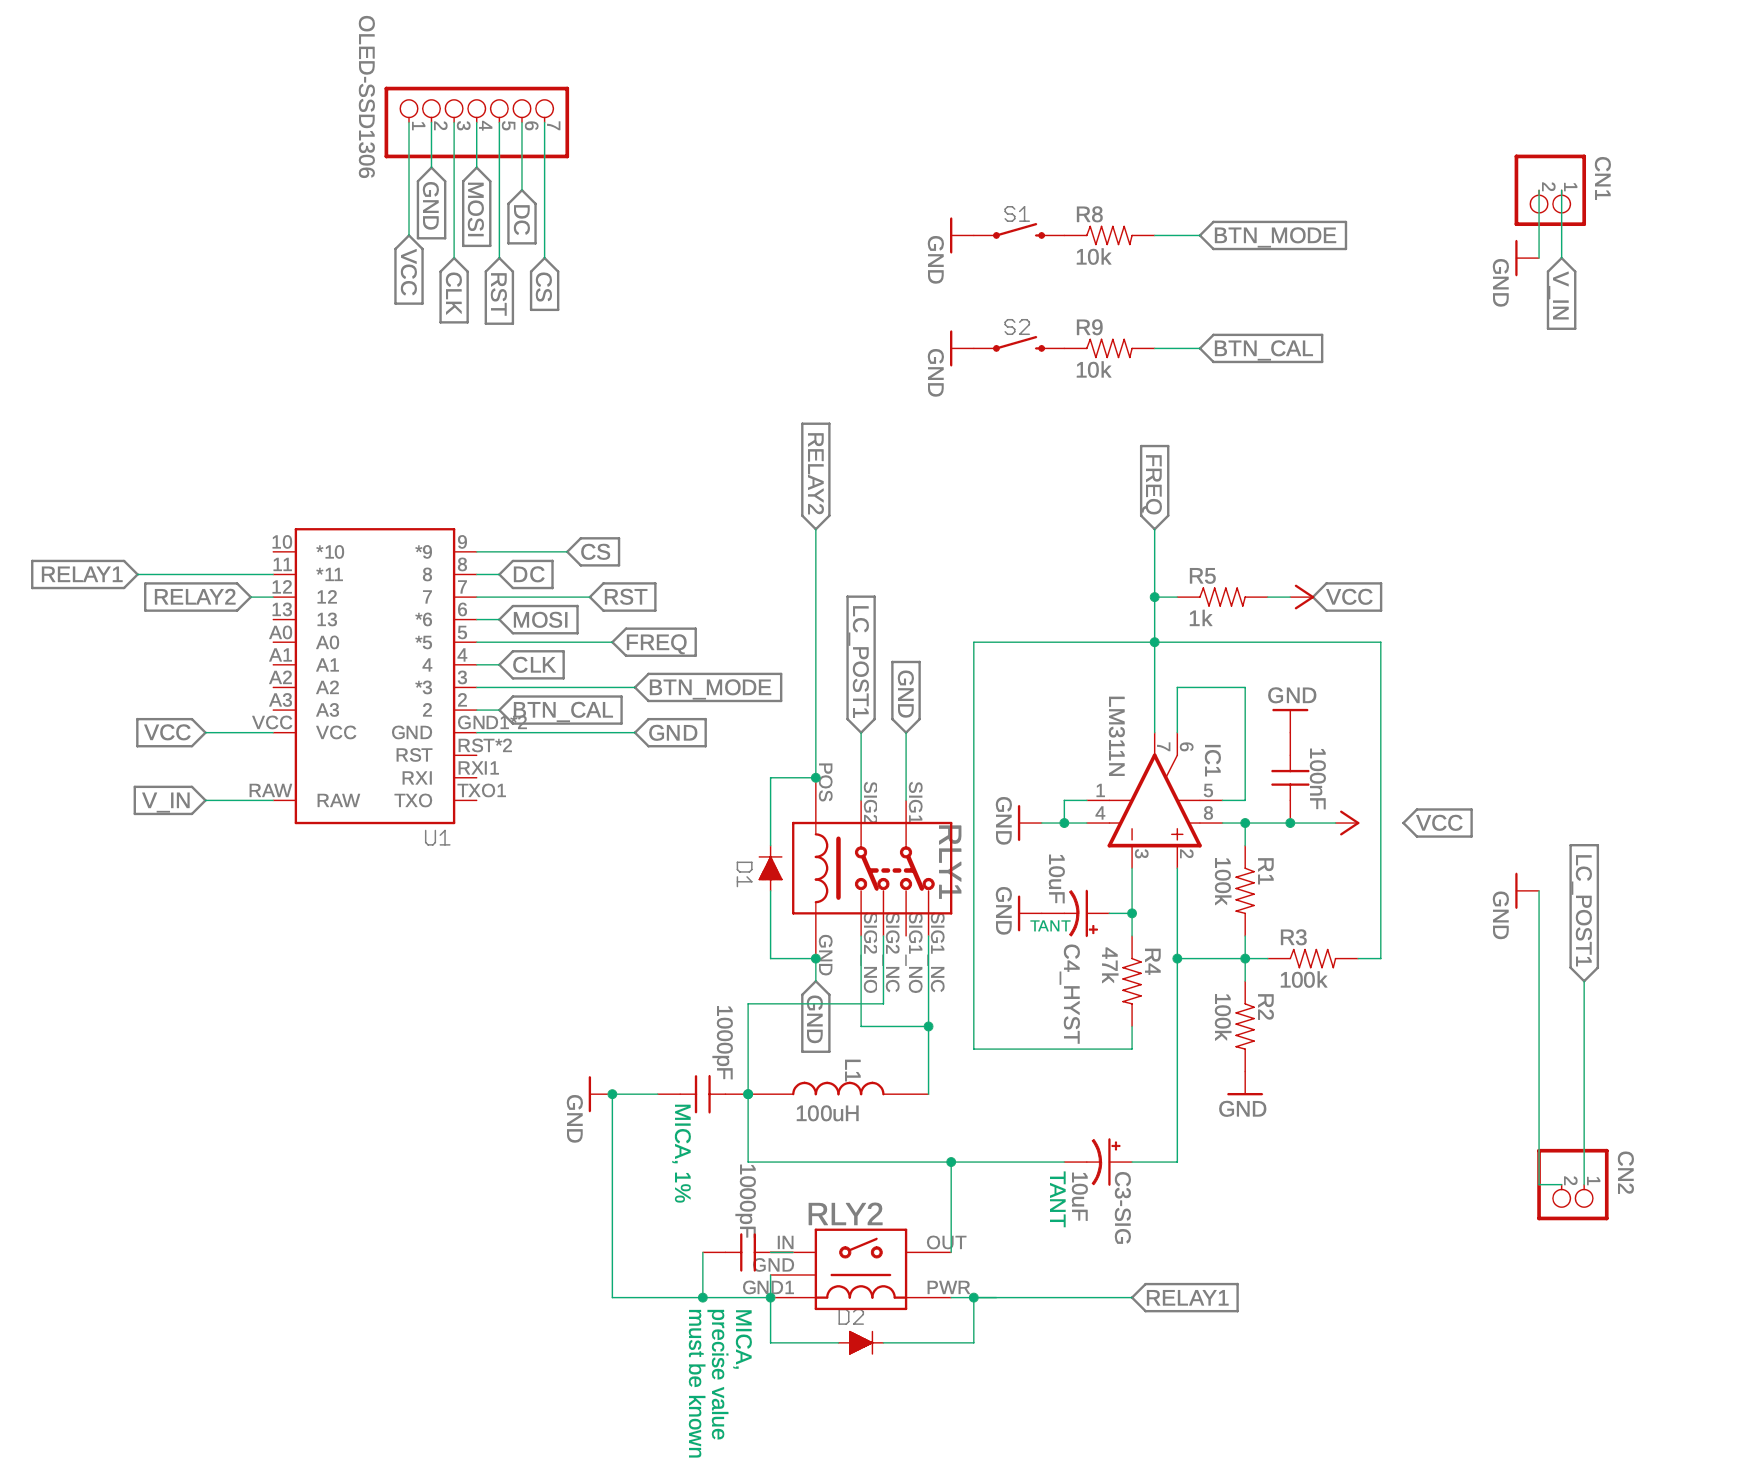 OLED-SSD1306
1
2
3
4
5
6
7
GND
MOSI
DC
VCC
CLK
RST
CS
S1
R8
10k
GND
BTN_MODE
S2
R9
10k
GND
BTN_CAL
CN1
2
1
GND
V_IN
RELAY1
RELAY2
VCC
V_IN
10
11
12
13
A0
A1
A2
A3
VCC
RAW
*10
*11
12
13
A0
A1
A2
A3
VCC
RAW
*9
8
7
*6
*5
4
*3
2
GND
RST
RXI
TXO
9
8
7
6
5
4
3
2
GND1*2
RST*2
RXI1
TXO1
U1
CS
DC
RST
MOSI
FREQ
CLK
BTN_MODE
BTN_CAL
GND
RELAY2
LC_POST1
GND
POS
SIG2
SIG1
RLY1
D1
GND
SIG2_NO
SIG2_NC
SIG1_NO
SIG1_NC
GND
FREQ
R5
1k
VCC
LM311N
7
6
IC1
1
4
5
8
3
2
GND
GND
100nF
VCC
10uF
GND
TANT
C4_HYST
R4
47k
R1
100k
R3
100k
R2
100k
GND
1000pF
GND
MICA, 1%
L1
100uH
1000pF
RLY2
IN
GND
GND1
OUT
PWR
D2
RELAY1
C3-SIG
10uF
TANT
MICA,
precise value
must be known
GND
LC_POST1
CN2
2
1